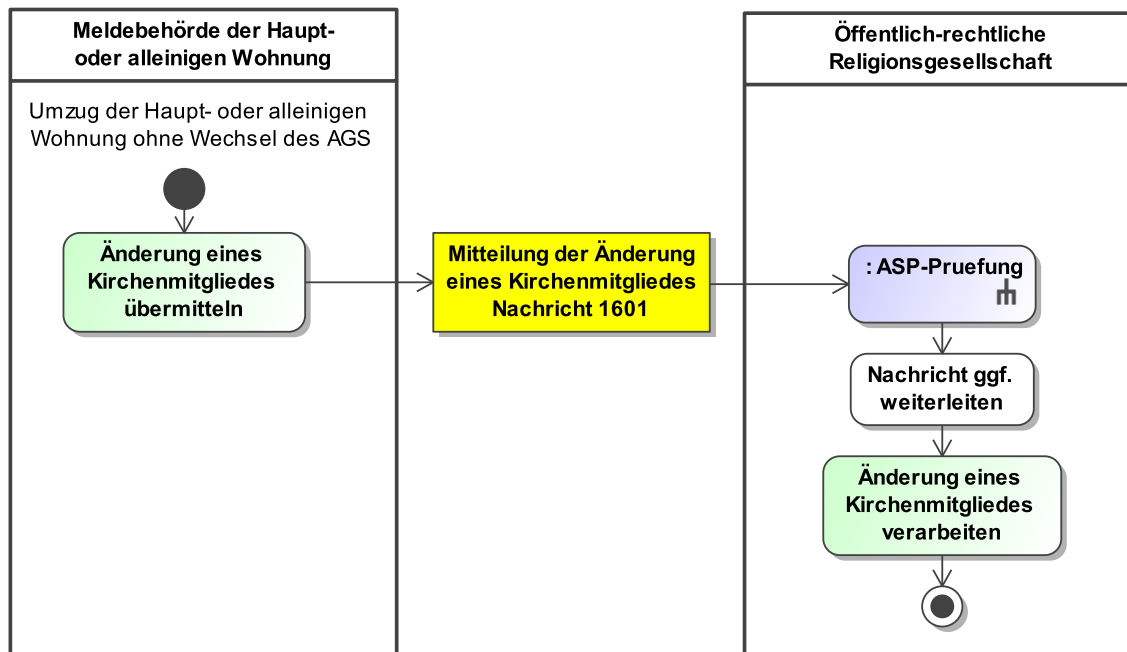 Meldebehörde der Haupt-
oder alleinigen Wohnung
Umzug der Haupt- oder alleinigen
Wohnung ohne Wechsel des AGS
Änderung eines
Kirchenmitgliedes
übermitteln
Mitteilung der Änderung
eines Kirchenmitgliedes
Nachricht 1601
Öffentlich-rechtliche
Religionsgesellschaft
: ASP-Pruefung
Nachricht ggf.
weiterleiten
Änderung eines
Kirchenmitgliedes
verarbeiten